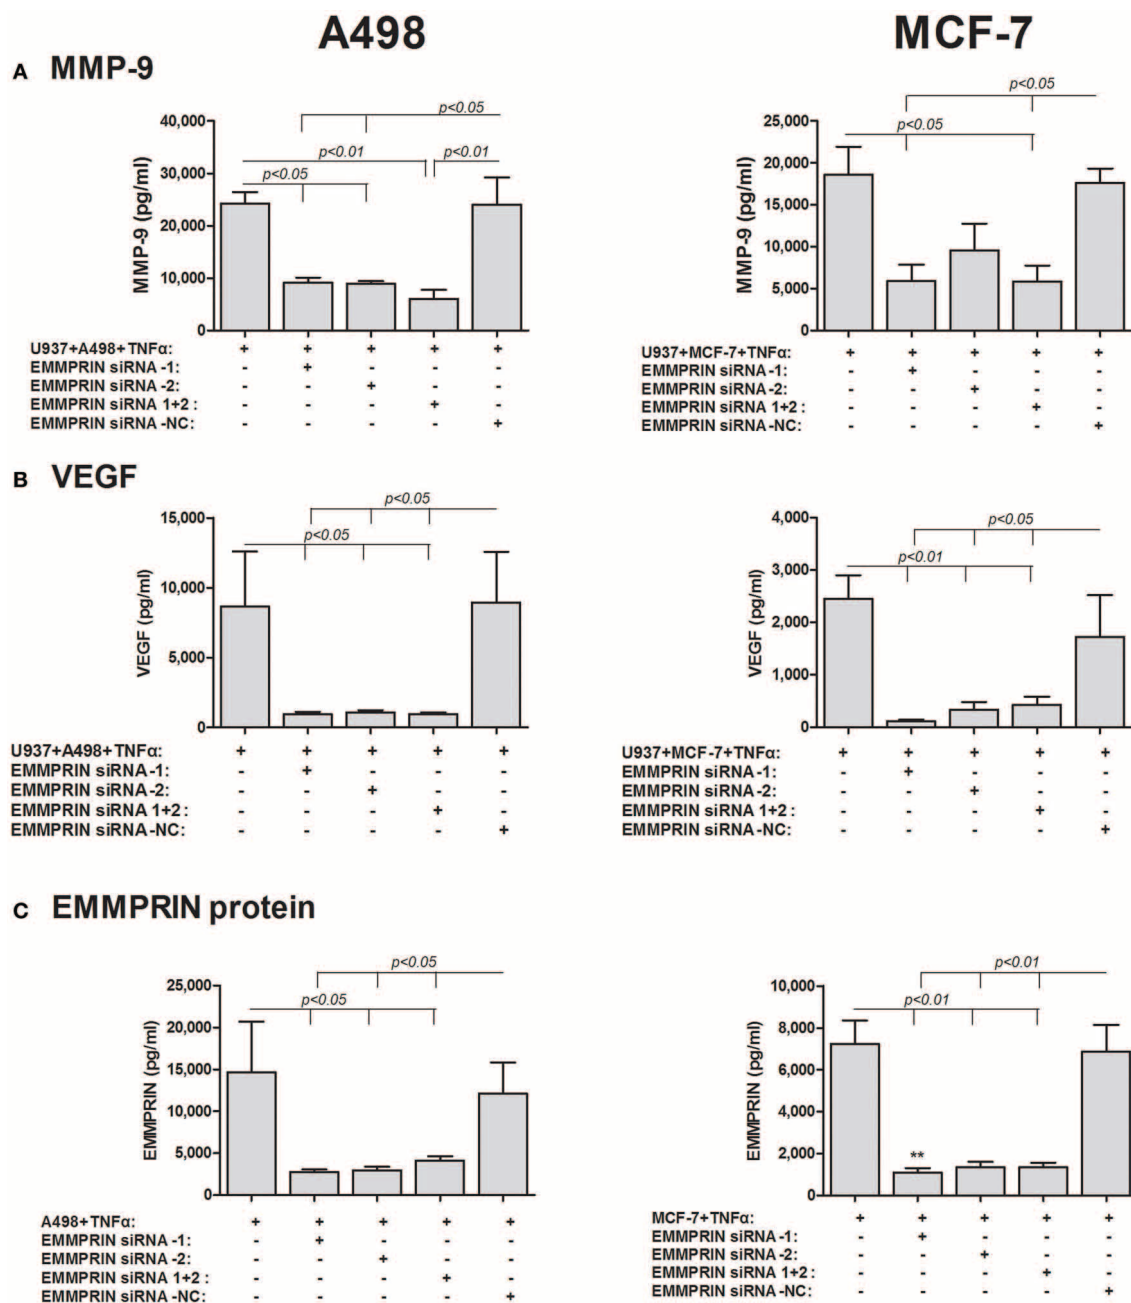 A498 MCF-7
A MMP-9
p<0.05
p<0.05
40,000
25,000
p<0.01 p<0.01
p<0.05
30,000
20,000
p<0.05
MMP-9 (pg/ml)
MMP-9 (pg/ml)
20,000
15,000
10,000
10,000
5,000
0
0
U937+A498+TNFα: + + + + +
EMMPRIN siRNA -1: - + - - -
EMMPRIN siRNA -2: - - + - -
EMMPRIN siRNA 1+2 : - - - + -
EMMPRIN siRNA -NC: - - - - +
U937+MCF-7+TNFα: + + + + +
EMMPRIN siRNA -1: - + - - -
EMMPRIN siRNA-2: - - + - -
EMMPRIN siRNA 1+2 : - - - + -
EMMPRIN siRNA -NC: - - - - +
B VEGF
p<0.05
p<0.05
15,000
10,000
5,000
0
VEGF (pg/ml)
p<0.05
p<0.01
4,000
3,000
2,000
1,000
0
VEGF (pg/ml)
U937+A498+TNFα: + + + + +
EMMPRIN siRNA -1: - + - - -
EMMPRIN siRNA -2: - - + - -
EMMPRIN siRNA 1+2 : - - - + -
EMMPRIN siRNA -NC: - - - - +
U937+MCF-7+TNFα: + + + + +
EMMPRIN siRNA -1: - + - - -
EMMPRIN siRNA -2: - - + - -
EMMPRIN siRNA 1+2 : - - - + -
EMMPRIN siRNA -NC: - - - - +
C EMMPRIN protein
p<0.05
p<0.05
25,000
20,000
15,000
10,000
5,000
0
EMMPRIN (pg/ml)
p<0.01
p<0.01
10,000
8,000
6,000
4,000
2,000
0
EMMPRIN (pg/ml)
**
A498+TNFα: + + + + +
EMMPRIN siRNA -1: - + - - -
EMMPRIN siRNA -2: - - + - -
EMMPRIN siRNA 1+2 : - - - + -
EMMPRIN siRNA -NC: - - - - +
MCF-7+TNFα: + + + + +
EMMPRIN siRNA -1: - + - - -
EMMPRIN siRNA -2: - - + - -
EMMPRIN siRNA 1+2 : - - - + -
EMMPRIN siRNA -NC: - - - - +